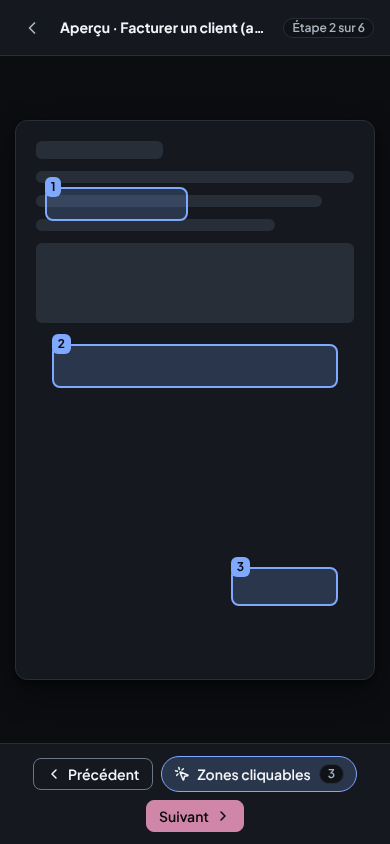 Aperçu · Facturer un client (a…
Étape 2 sur 6
1
2
3
Précédent
Zones cliquables 3
Suivant